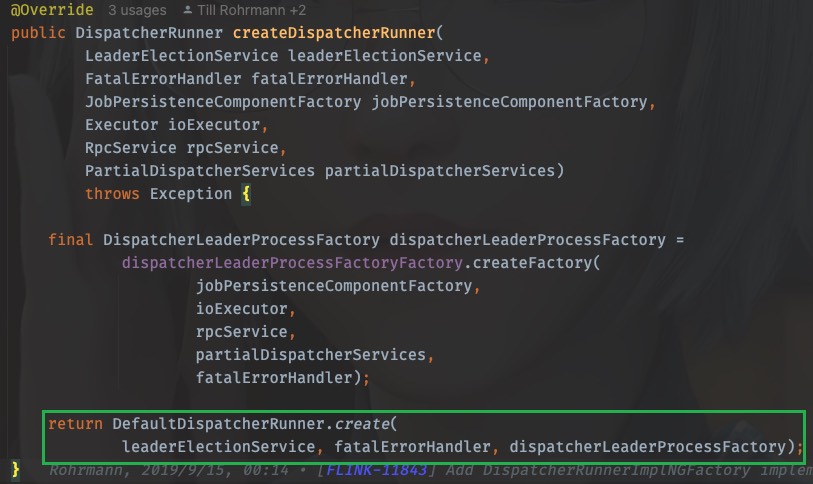 @Override 3 usages Till Rohrmann +2
public DispatcherRunner createDispatcherRunner(
LeaderElectionService leaderElectionService,
FatalErrorHandler fatalErrorHandler,
JobPersistenceComponentFactory jobPersistenceComponentFactory,
Executor ioExecutor,
RpcService rpcService,
PartialDispatcherServices partialDispatcherServices)
throws Exception {
final DispatcherLeaderProcessFactory dispatcherLeaderProcessFactory =
dispatcherLeaderProcessFactoryFactory.createFactory(
jobPersistenceComponentFactory,
ioExecutor,
rpcService,
partialDispatcherServices,
fatalErrorHandler);
return DefaultDispatcherRunner.create(
leaderElectionService, fatalErrorHandler, dispatcherLeaderProcessFactory);
} Rohrmann, 2019/9/15, 00:14 • [FLINK-11843] Add DispatcherRunnerImplNGFactory implem